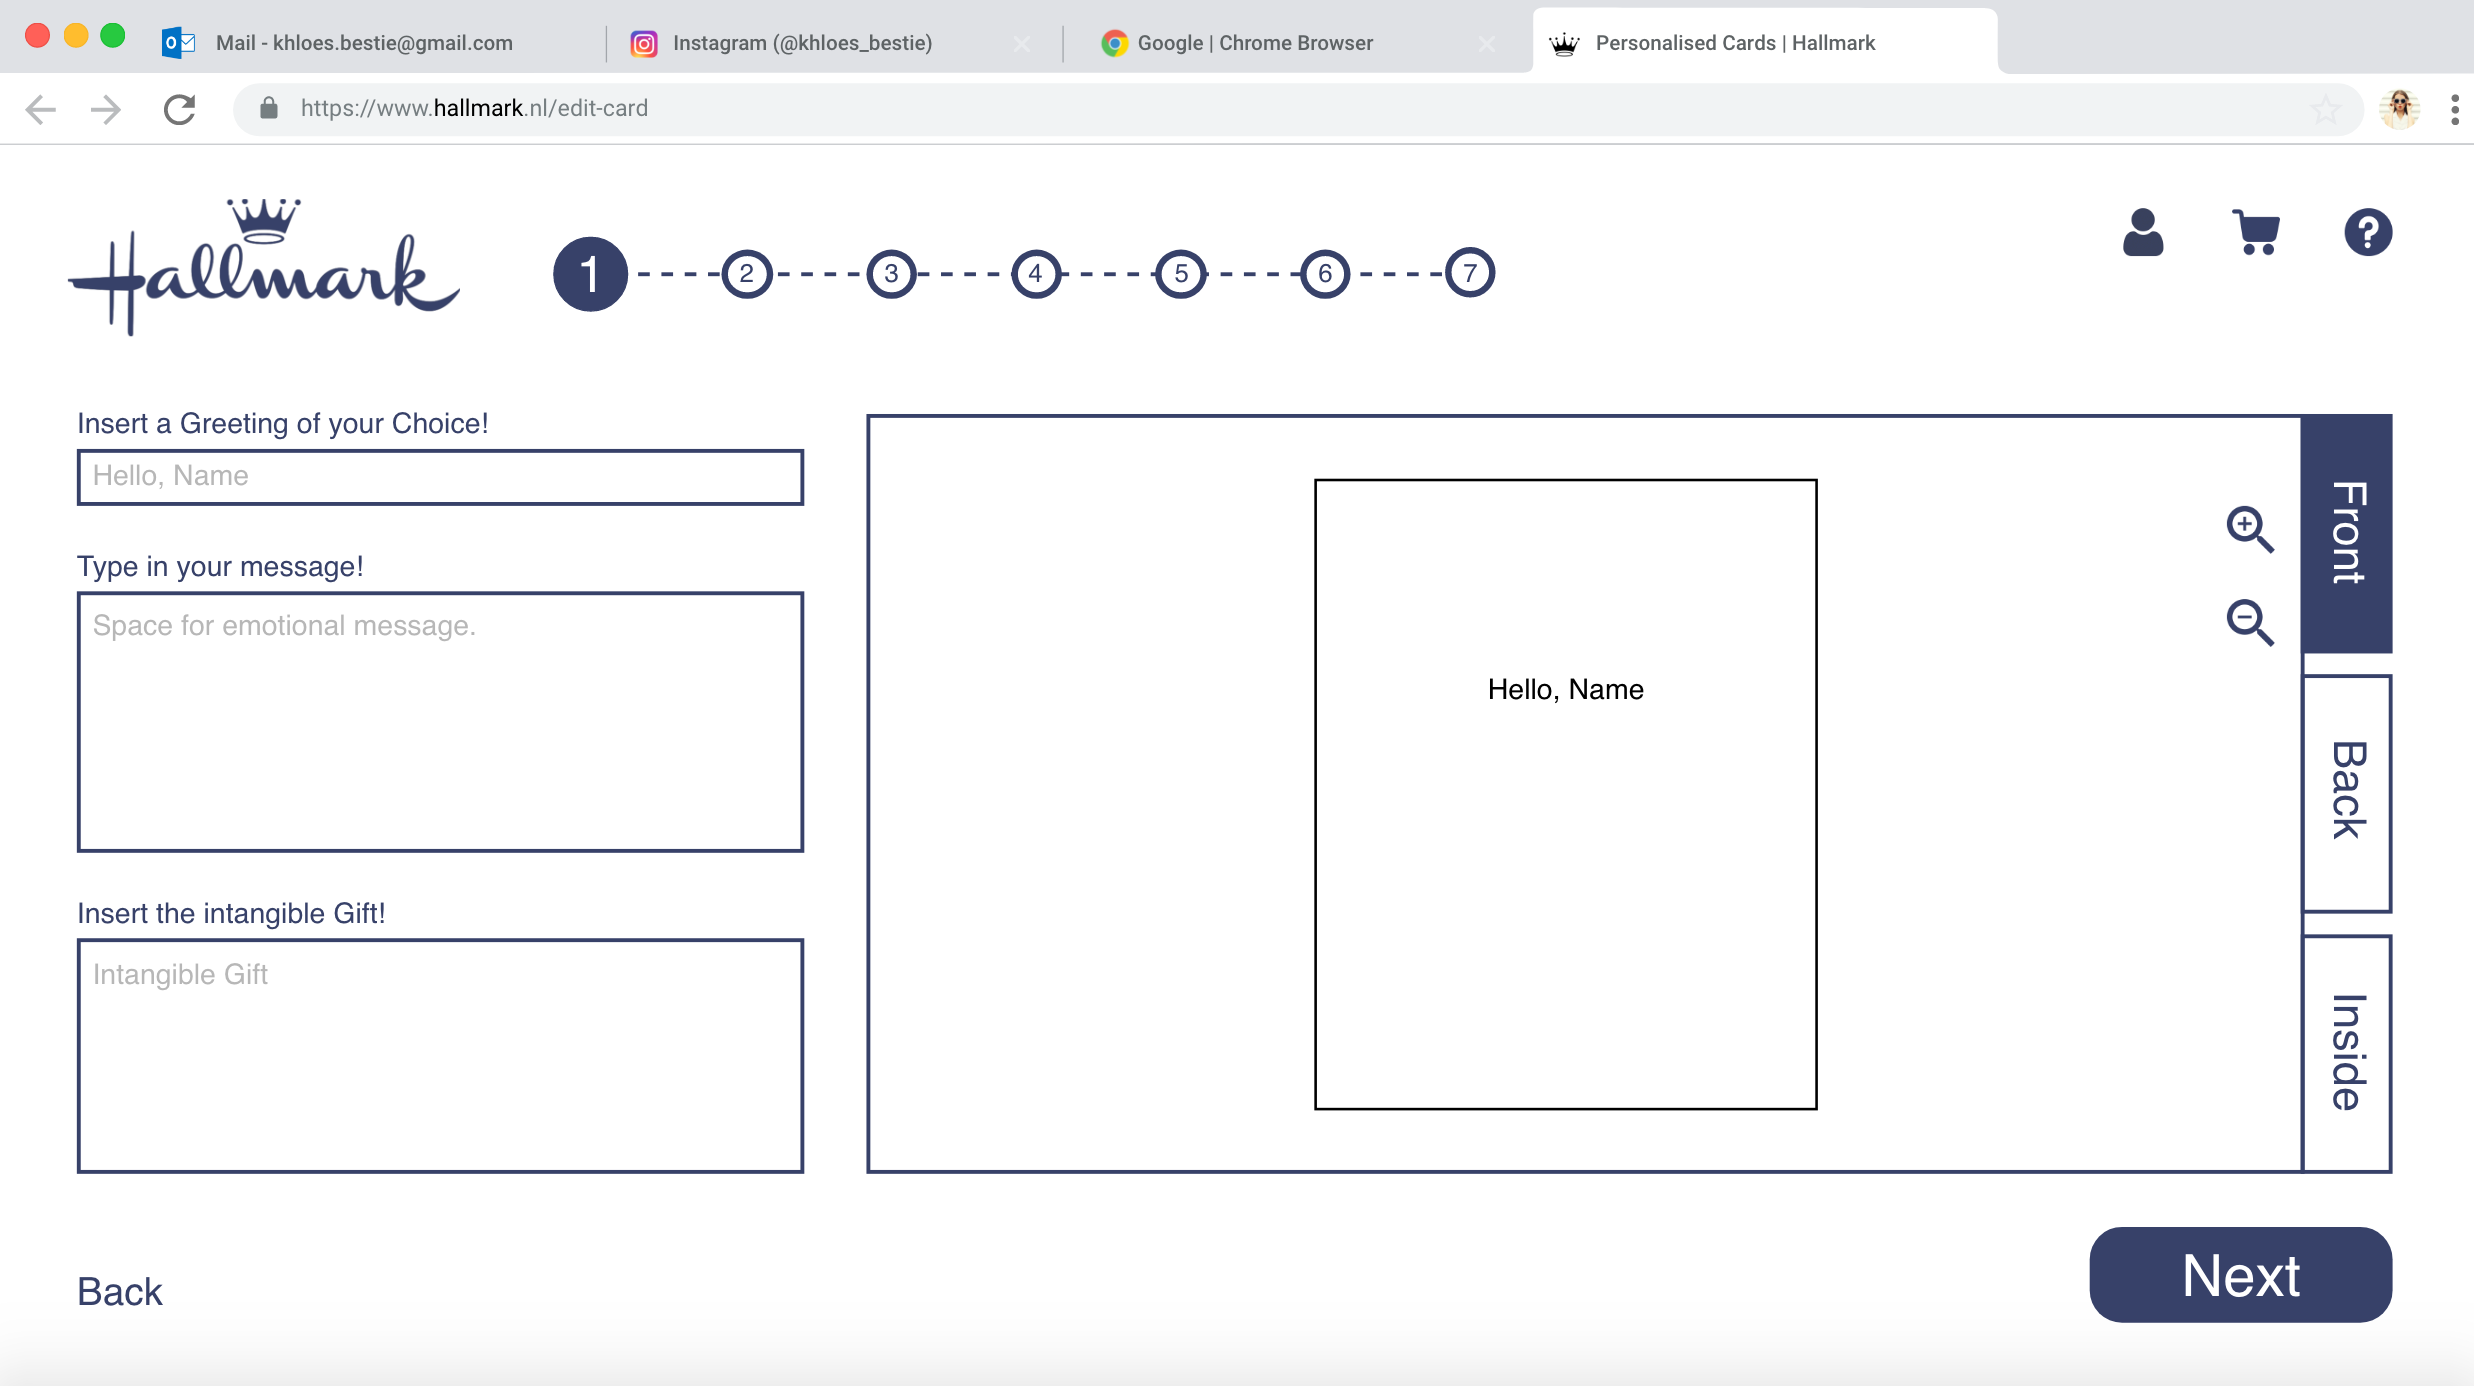 Mail - khloes.bestie@gmail.com
Instagram (@khloes_bestie)
Google | Chrome Browser
Personalised Cards | Hallmark
https://www.hallmark.nl/edit-card
Hallmark
1
2
3
4
5
6
7
?
Insert a Greeting of your Choice!
Hello, Name
Type in your message!
Space for emotional message.
Insert the intangible Gift!
Intangible Gift
Hello, Name
Front
Back
Inside
Back
Next